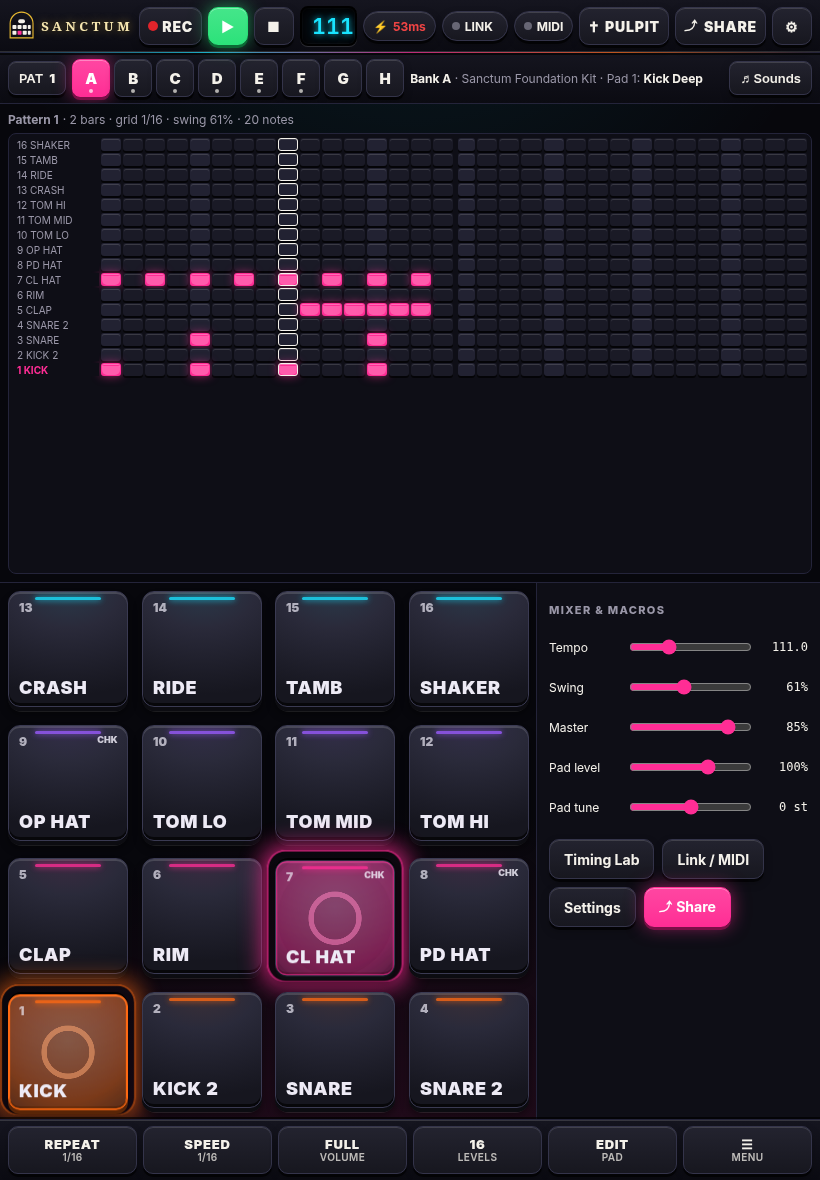 SANCTUM REC 111 ⚡ 53ms LINK MIDI ✝ PULPIT ⤴ SHARE ⚙
PAT 1 A B C D E F G H Bank A · Sanctum Foundation Kit · Pad 1: Kick Deep ♬ Sounds
Pattern 1 · 2 bars · grid 1/16 · swing 61% · 20 notes
16 SHAKER
15 TAMB
14 RIDE
13 CRASH
12 TOM HI
11 TOM MID
10 TOM LO
9 OP HAT
8 PD HAT
7 CL HAT
6 RIM
5 CLAP
4 SNARE 2
3 SNARE
2 KICK 2
1 KICK
13 14 15 16
CRASH RIDE TAMB SHAKER
9 CHK 10 11 12
OP HAT TOM LO TOM MID TOM HI
5 6 7 CHK 8 CHK
CLAP RIM CL HAT PD HAT
1 2 3 4
KICK KICK 2 SNARE SNARE 2
MIXER & MACROS
Tempo 111.0
Swing 61%
Master 85%
Pad level 100%
Pad tune 0 st
Timing Lab Link / MIDI
Settings ⤴ Share
REPEAT SPEED FULL 16 EDIT ☰
1/16 1/16 VOLUME LEVELS PAD MENU